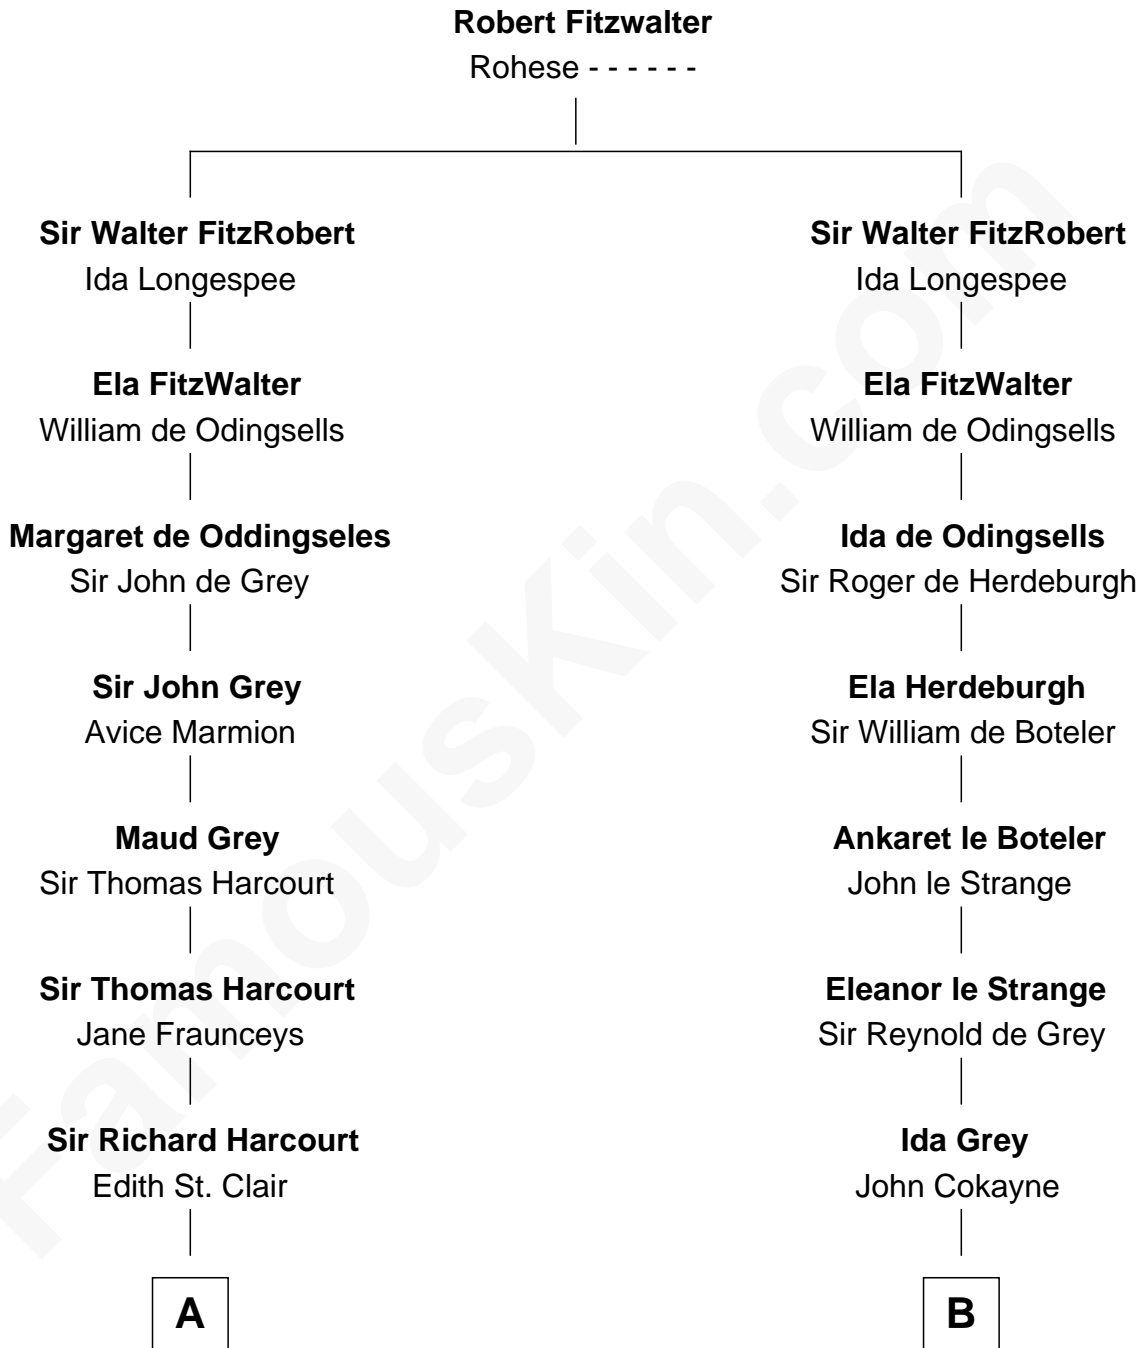 Robert Fitzwalter
Rohese - - - - - -
Sir Walter FitzRobert
Ida Longespee
Sir Walter FitzRobert
Ida Longespee
Ela FitzWalter
William de Odingsells
Ela FitzWalter
William de Odingsells
Margaret de Oddingseles
Sir John de Grey
Ida de Odingsells
Sir Roger de Herdeburgh
Sir John Grey
Avice Marmion
Ela Herdeburgh
Sir William de Boteler
Maud Grey
Sir Thomas Harcourt
Ankaret le Boteler
John le Strange
Sir Thomas Harcourt
Jane Fraunceys
Eleanor le Strange
Sir Reynold de Grey
Sir Richard Harcourt
Edith St. Clair
Ida Grey
John Cokayne
A
B
FamousKin.com